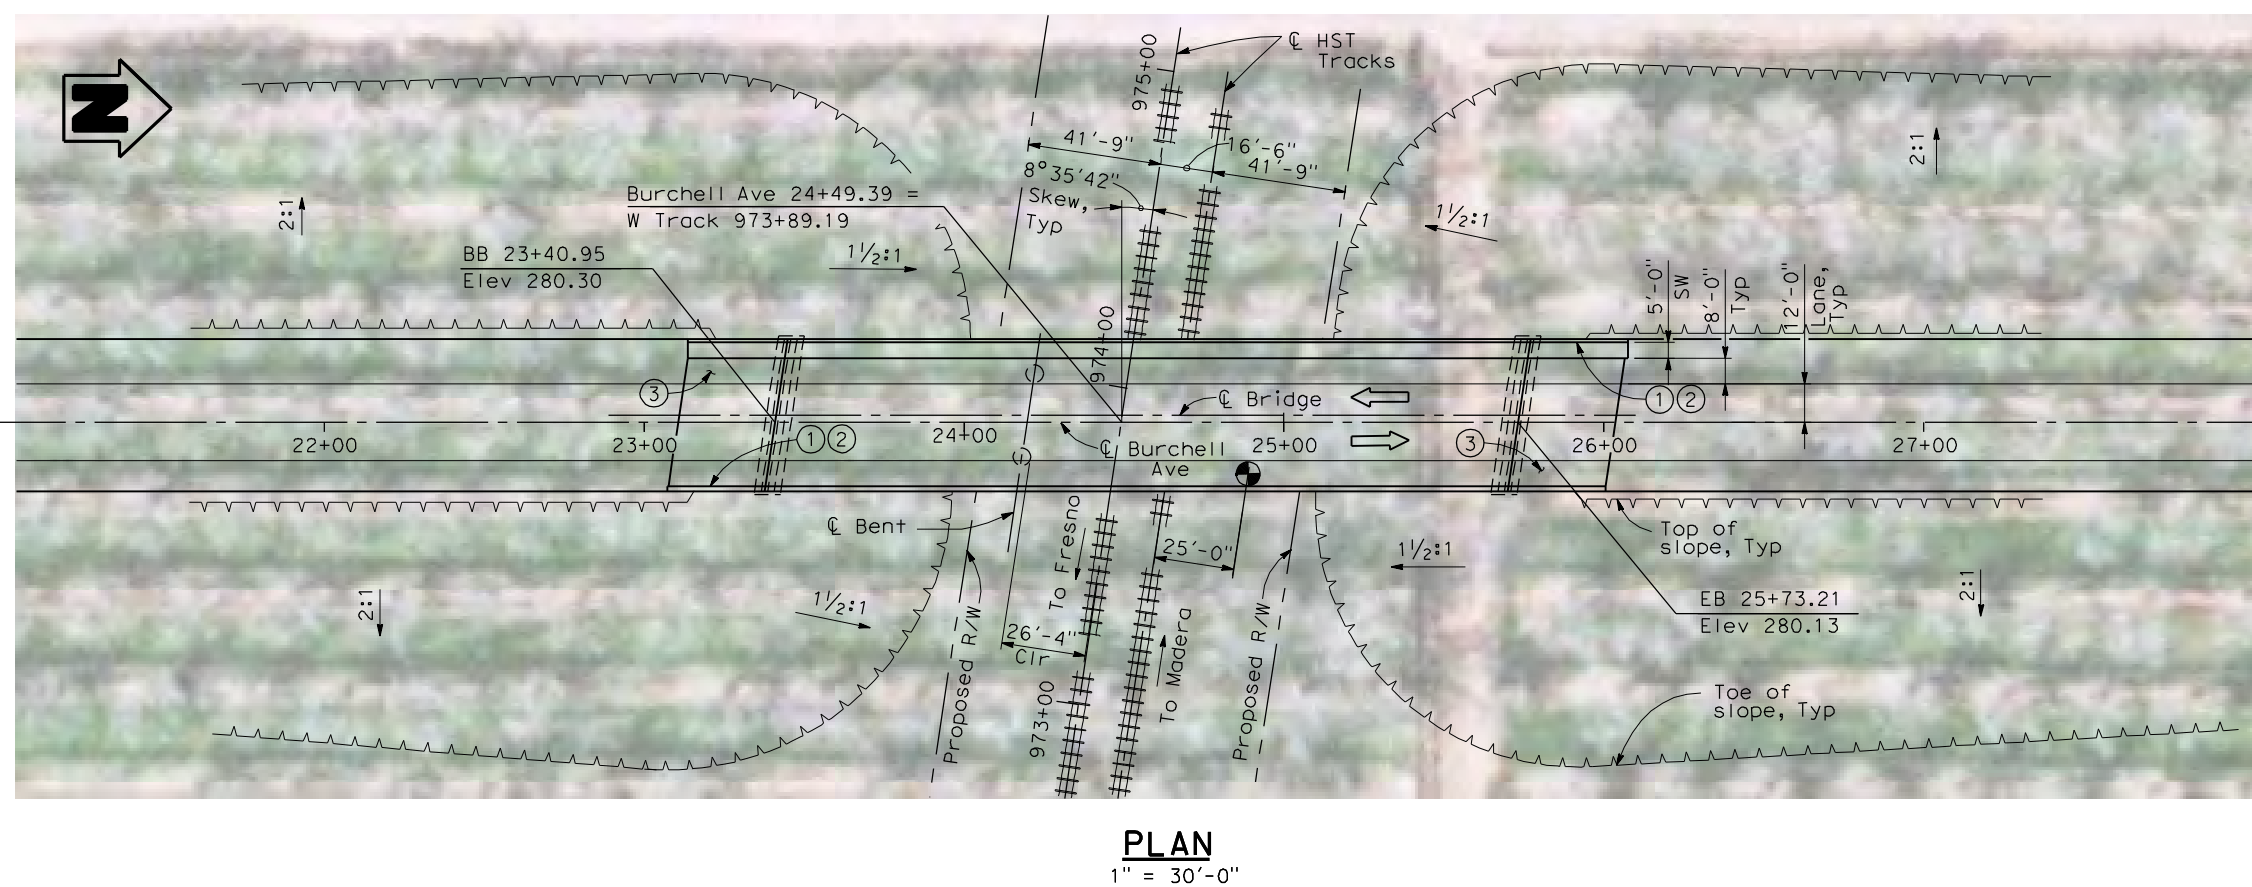 N
975+00
℄ HST
Tracks
41'-9"
16'-6"
41'-9"
8°35'42"
Skew,
Typ
Burchell Ave 24+49.39 =
W Track 973+89.19
2:1
2:1
1½:1
1½:1
BB 23+40.95
Elev 280.30
5'-0"
SW
8'-0"
Typ
12'-0"
Lane,
Typ
974+00
③
℄ Bridge
① ②
22+00
23+00
① ②
24+00
℄ Burchell
Ave
25+00
③
26+00
27+00
℄ Bent
To Fresno
25'-0"
1½:1
Top of
slope, Typ
2:1
1½:1
26'-4"
Clr
Proposed R/W
973+00
To Madera
Proposed R/W
EB 25+73.21
Elev 280.13
2:1
Toe of
slope, Typ
PLAN
1" = 30'-0"